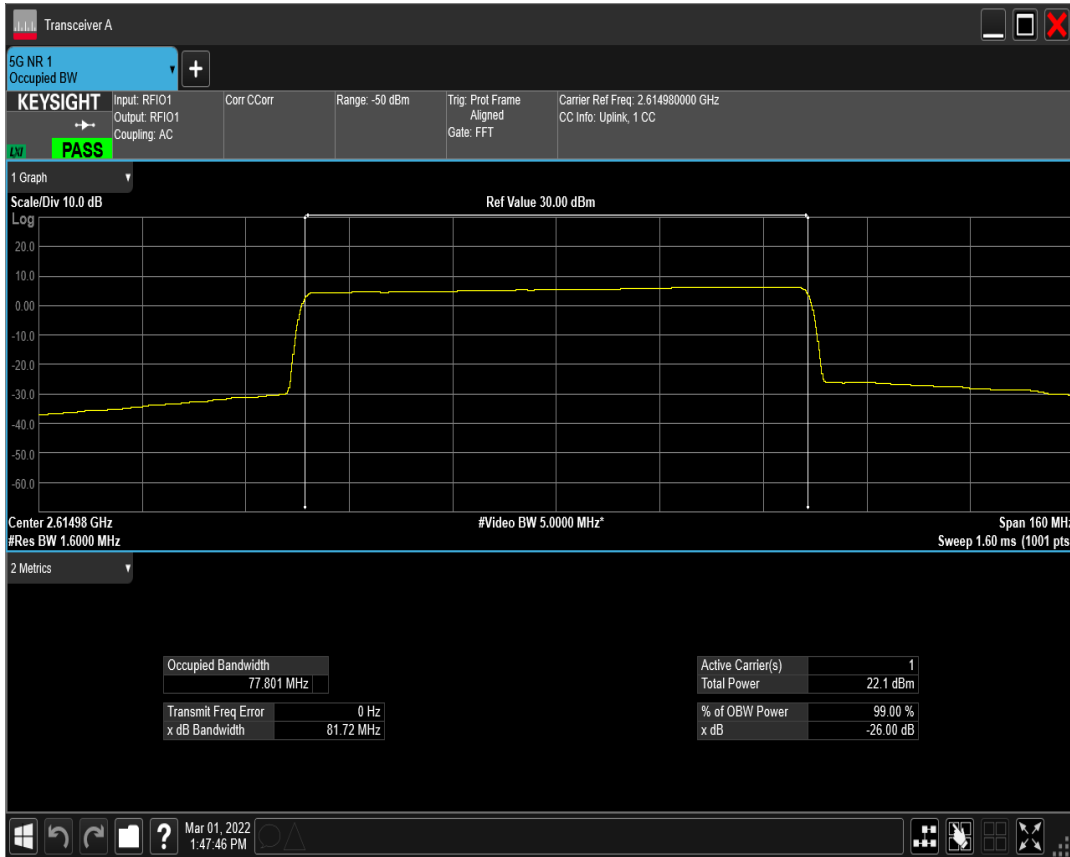 Transceiver A
5G NR 1
Occupied BW
KEYSIGHT
LXI
PASS
Input: RFIO1
Output: RFIO1
Coupling: AC
Corr CCorr
Range: -50 dBm
Trig: Prot Frame
Aligned
Gate: FFT
Carrier Ref Freq: 2.614980000 GHz
CC Info: Uplink, 1 CC
1 Graph
Scale/Div 10.0 dB
Ref Value 30.00 dBm
Log
20.0
10.0
0.00
-10.0
-20.0
-30.0
-40.0
-50.0
-60.0
Center 2.61498 GHz
#Video BW 5.0000 MHz*
Span 160 MHz
#Res BW 1.6000 MHz
Sweep 1.60 ms (1001 pts
2 Metrics
Occupied Bandwidth
77.801 MHz
Transmit Freq Error 0 Hz
x dB Bandwidth 81.72 MHz
Active Carrier(s) 1
Total Power 22.1 dBm
% of OBW Power 99.00 %
x dB -26.00 dB
?
Mar 01, 2022
1:47:46 PM